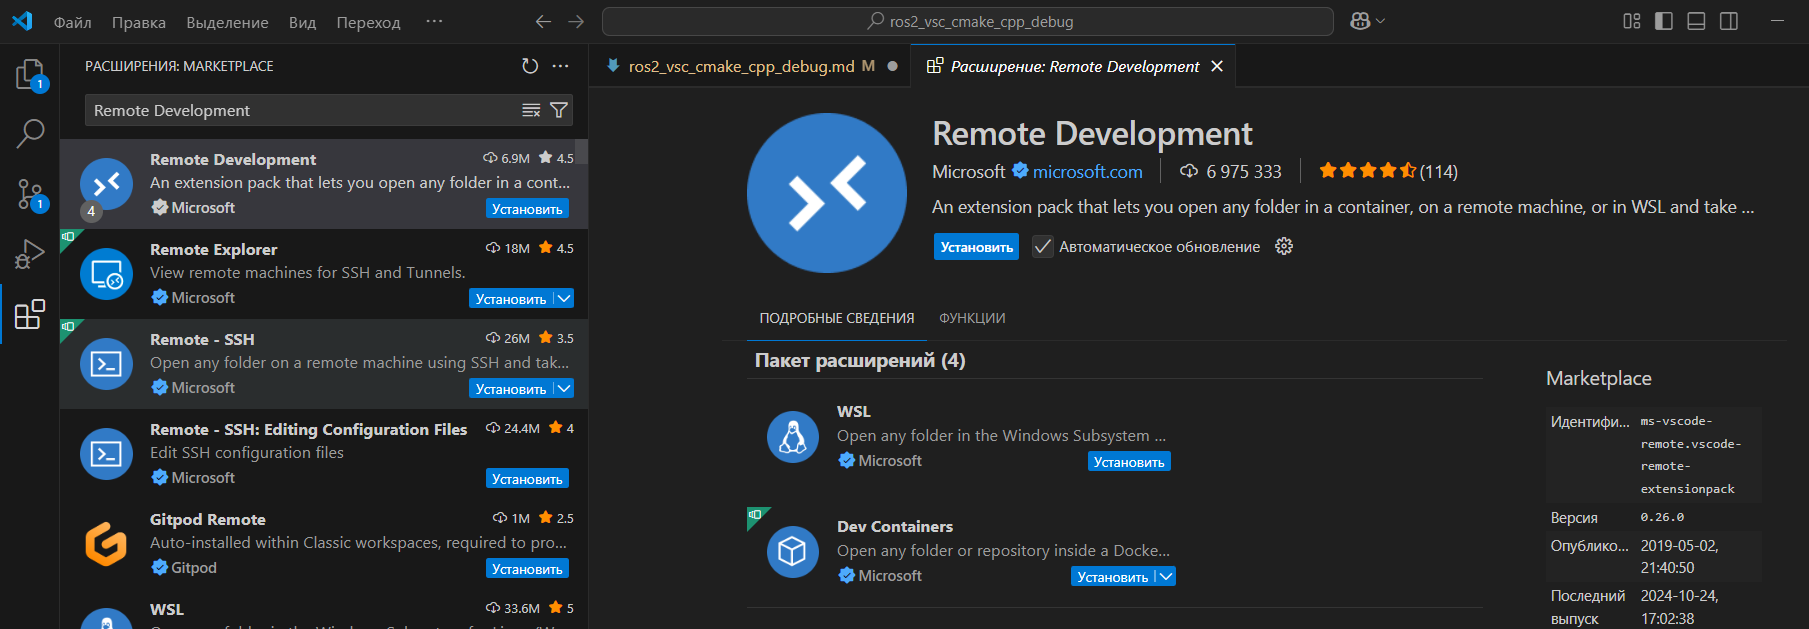 Файл Правка Выделение Вид Переход ···
ros2_vsc_cmake_cpp_debug
РАСШИРЕНИЯ: MARKETPLACE
Remote Development
Remote Development 6.9M 4.5
An extension pack that lets you open any folder in a cont...
Microsoft Установить
4
Remote Explorer 18M 4.5
View remote machines for SSH and Tunnels.
Microsoft Установить
Remote - SSH 26M 3.5
Open any folder on a remote machine using SSH and tak...
Microsoft Установить
Remote - SSH: Editing Configuration Files 24.4M 4
Edit SSH configuration files
Microsoft Установить
Gitpod Remote 1M 2.5
Auto-installed within Classic workspaces, required to pro...
Gitpod Установить
WSL 33.6M 5
1
1
ros2_vsc_cmake_cpp_debug.md M
Расширение: Remote Development
Remote Development
Microsoft microsoft.com 6 975 333 (114)
An extension pack that lets you open any folder in a container, on a remote machine, or in WSL and take ...
Установить Автоматическое обновление
ПОДРОБНЫЕ СВЕДЕНИЯ ФУНКЦИИ
Пакет расширений (4)
WSL
Open any folder in the Windows Subsystem ...
Microsoft Установить
Dev Containers
Open any folder or repository inside a Docke...
Microsoft Установить
Marketplace
Идентифи... ms-vscode-
remote.vscode-
remote-
extensionpack
Версия 0.26.0
Опублико... 2019-05-02,
21:40:50
Последний 2024-10-24,
выпуск 17:02:38